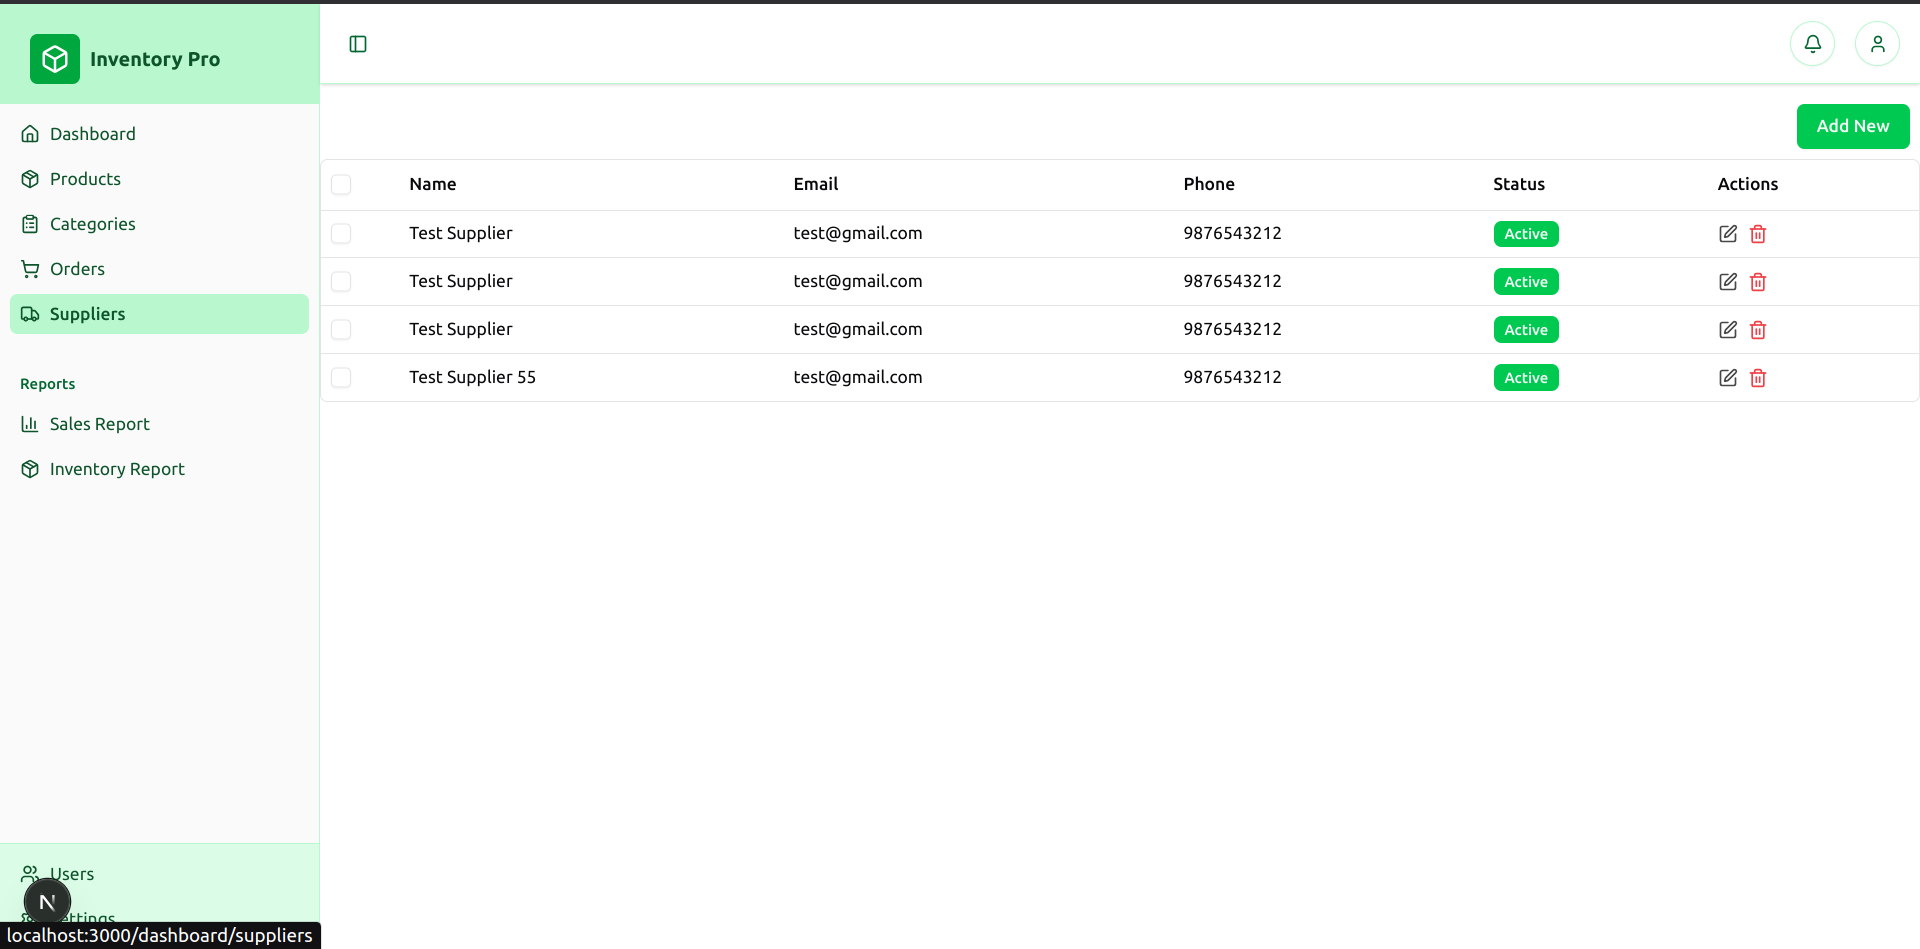 Inventory Pro
Dashboard
Products
Categories
Orders
Suppliers
Reports
Sales Report
Inventory Report
Users
N
localhost:3000/dashboard/suppliers
Add New
Name Email Phone Status Actions
Test Supplier test@gmail.com 9876543212 Active
Test Supplier test@gmail.com 9876543212 Active
Test Supplier test@gmail.com 9876543212 Active
Test Supplier 55 test@gmail.com 9876543212 Active